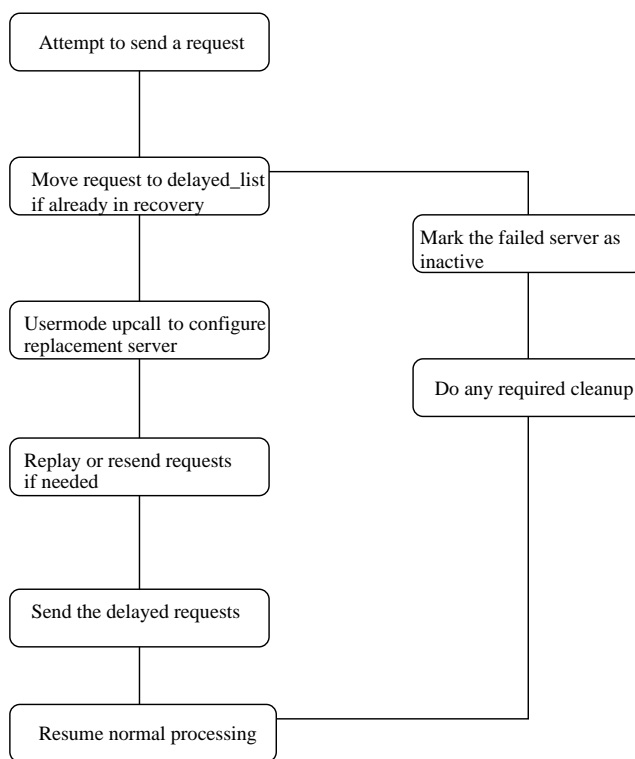 Attempt to send a request
Move request to delayed_list
if already in recovery
Mark the failed server as
inactive
Usermode upcall to configure
replacement server
Do any required cleanup
Replay or resend requests
if needed
Send the delayed requests
Resume normal processing